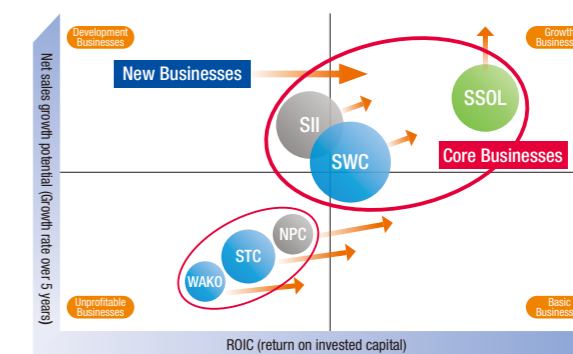 Development
Businesses
Growth
Business
New Businesses
SSOL
SII
SWC
Core Businesses
NPC
STC
WAKO
Unprofitable
Businesses
Basic
Business
Net sales growth potential (Growth rate over 5 years)
ROIC (return on invested capital)